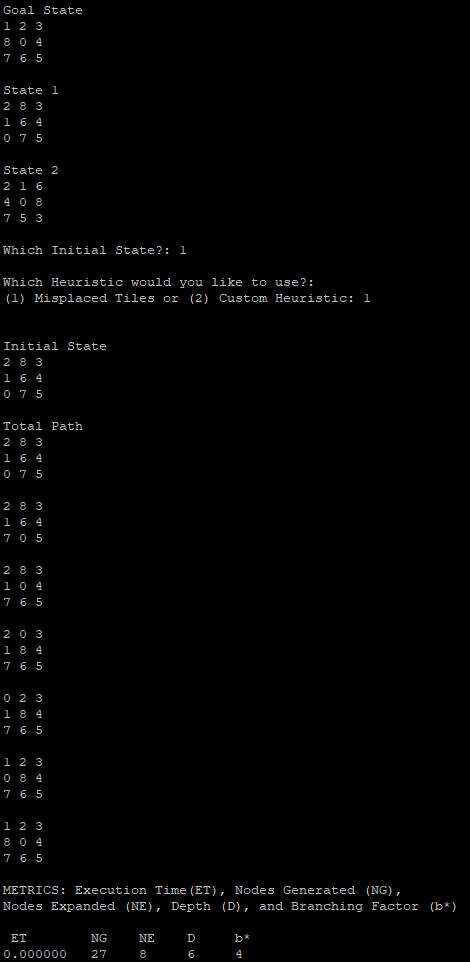 Goal State
1 2 3
8 0 4
7 6 5
State 1
2 8 3
1 6 4
0 7 5
State 2
2 1 6
4 0 8
7 5 3
Which Initial State?: 1
Which Heuristic would you like to use?:
(1) Misplaced Tiles or (2) Custom Heuristic: 1
Initial State
2 8 3
1 6 4
0 7 5
Total Path
2 8 3
1 6 4
0 7 5
2 8 3
1 6 4
7 0 5
2 8 3
1 0 4
7 6 5
2 0 3
1 8 4
7 6 5
0 2 3
1 8 4
7 6 5
1 2 3
0 8 4
7 6 5
1 2 3
8 0 4
7 6 5
METRICS: Execution Time(ET), Nodes Generated (NG),
Nodes Expanded (NE), Depth (D), and Branching Factor (b*)
ET NG NE D b*
0.000000 27 8 6 4